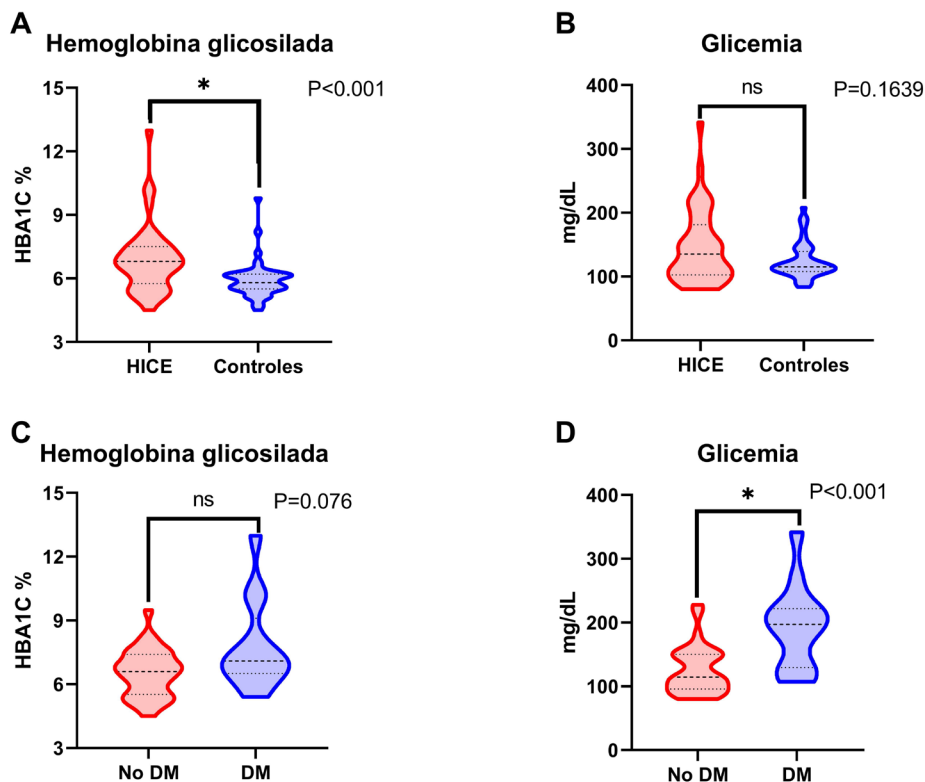 A
Hemoglobina glicosilada
*
P<0.001
HBA1C %
15
12
9
6
3
HICE
Controles
B
Glicemia
ns
P=0.1639
mg/dL
400
300
200
100
0
HICE
Controles
C
Hemoglobina glicosilada
ns
P=0.076
HBA1C %
15
12
9
6
3
No DM
DM
D
Glicemia
*
P<0.001
mg/dL
400
300
200
100
0
No DM
DM